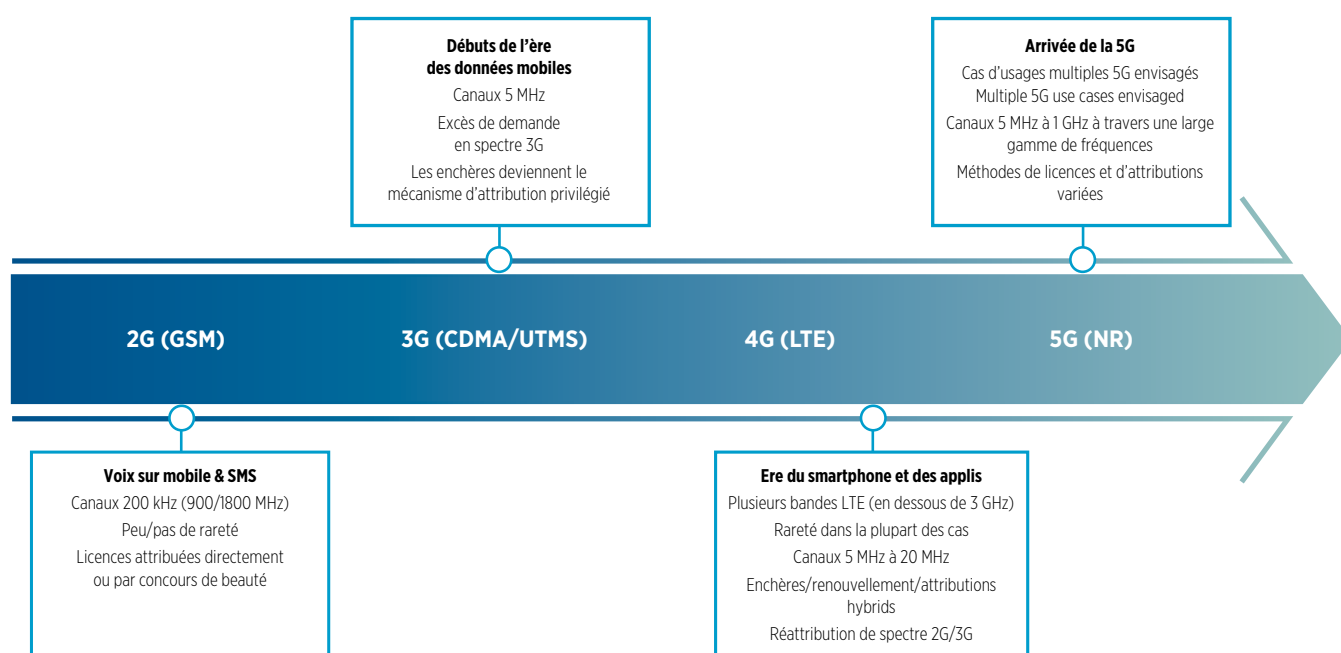 Débuts de l’ère
des données mobiles
Canaux 5 MHz
Excès de demande
en spectre 3G
Les enchères deviennent le
mécanisme d’attribution privilégié
Arrivée de la 5G
Cas d’usages multiples 5G envisagés
Multiple 5G use cases envisaged
Canaux 5 MHz à 1 GHz à travers une large
gamme de fréquences
Méthodes de licences et d’attributions
variées
2G (GSM)
3G (CDMA/UTMS)
4G (LTE)
5G (NR)
Voix sur mobile & SMS
Canaux 200 kHz (900/1800 MHz)
Peu/pas de rareté
Licences attribuées directement
ou par concours de beauté
Ere du smartphone et des applis
Plusieurs bandes LTE (en dessous de 3 GHz)
Rareté dans la plupart des cas
Canaux 5 MHz à 20 MHz
Enchères/renouvellement/attributions
hybrids
Réattribution de spectre 2G/3G